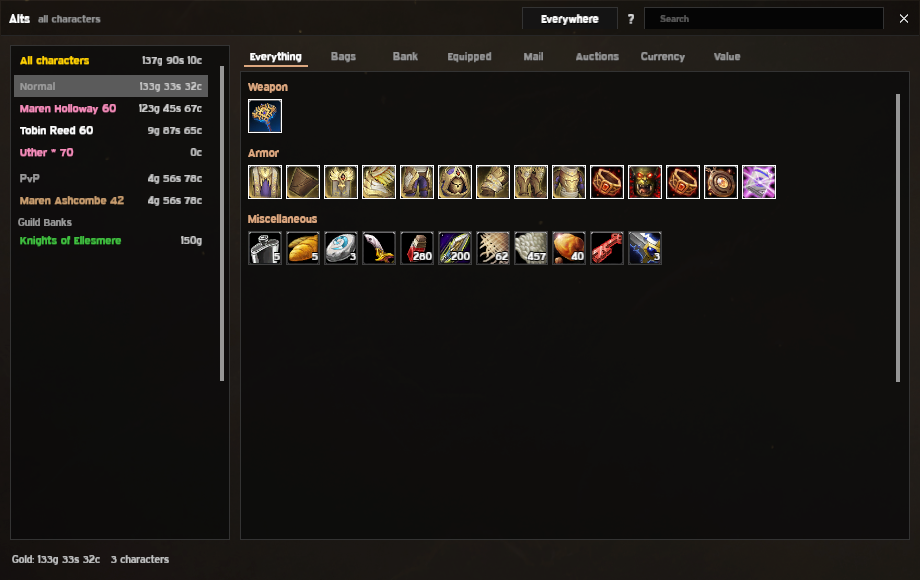 Alts all characters Everywhere ? Search
Everything Bags Bank Equipped Mail Auctions Currency Value
All characters 137g 90s 10c
Normal 133g 33s 32c
Maren Holloway 60 123g 45s 67c
Tobin Reed 60 9g 87s 65c
Uther * 70 0c
PvP 4g 56s 78c
Maren Ashcombe 42 4g 56s 78c
Guild Banks
Knights of Ellesmere 150g
Weapon
Armor
Miscellaneous
5 5 3 280 200 62 457 40 3
Gold: 133g 33s 32c 3 characters